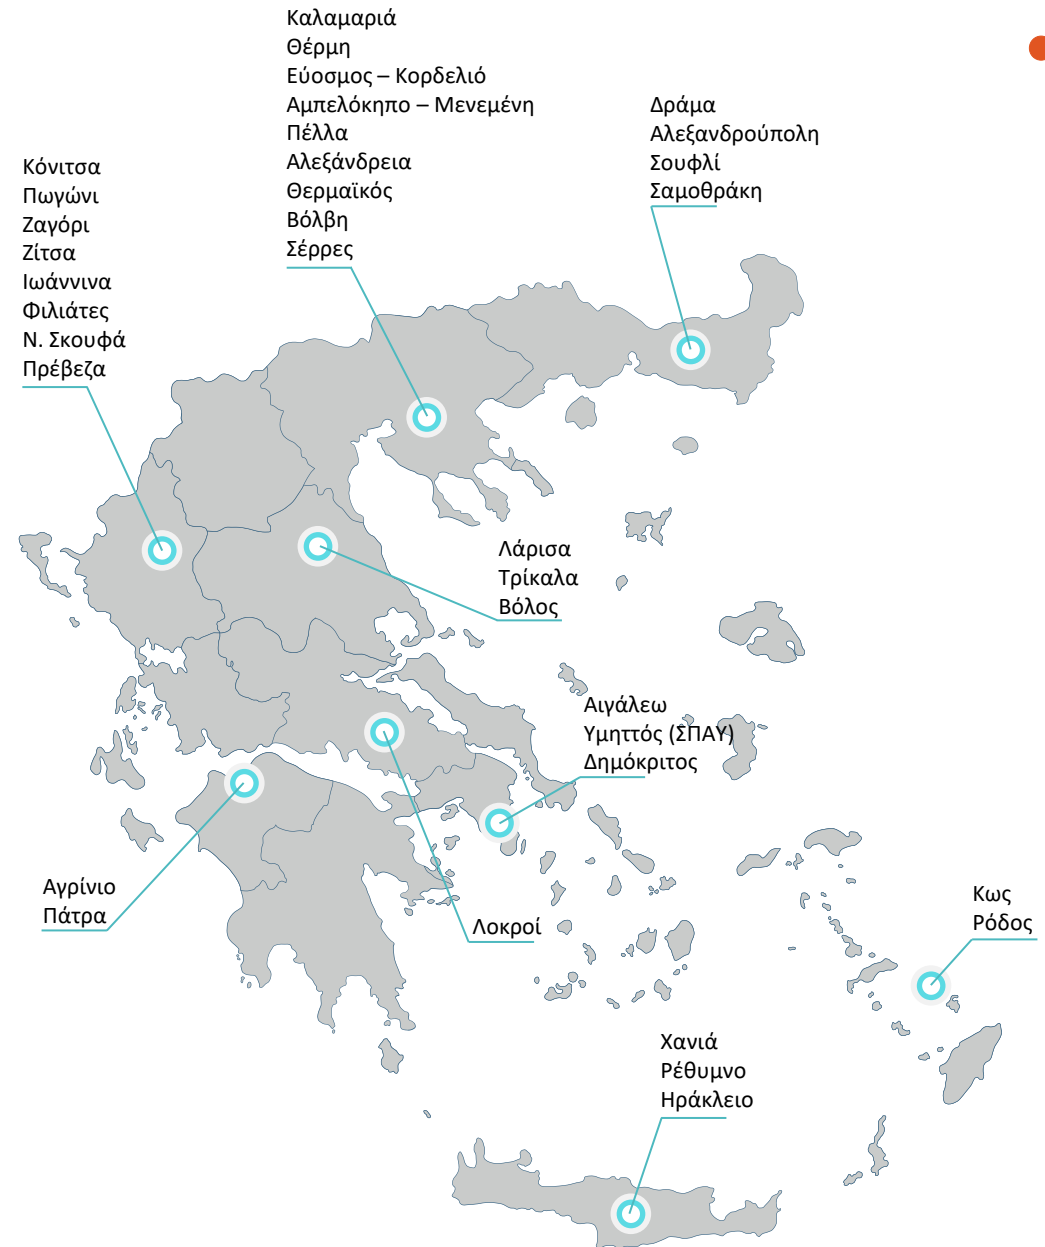 Καλαμαριά
Θέρμη
Εύοσμος – Κορδελιό
Αμπελόκηπο – Μενεμένη
Πέλλα
Αλεξάνδρεια
Θερμαϊκός
Βόλβη
Σέρρες
Δράμα
Αλεξανδρούπολη
Σουφλί
Σαμοθράκη
Κόνιτσα
Πωγώνι
Ζαγόρι
Ζίτσα
Ιωάννινα
Φιλιάτες
Ν. Σκουφά
Πρέβεζα
Λάρισα
Τρίκαλα
Βόλος
Αιγάλεω
Υμηττός (ΣΠΑΥ)
Δημόκριτος
Αγρίνιο
Πάτρα
Λοκροί
Κως
Ρόδος
Χανιά
Ρέθυμνο
Ηράκλειο